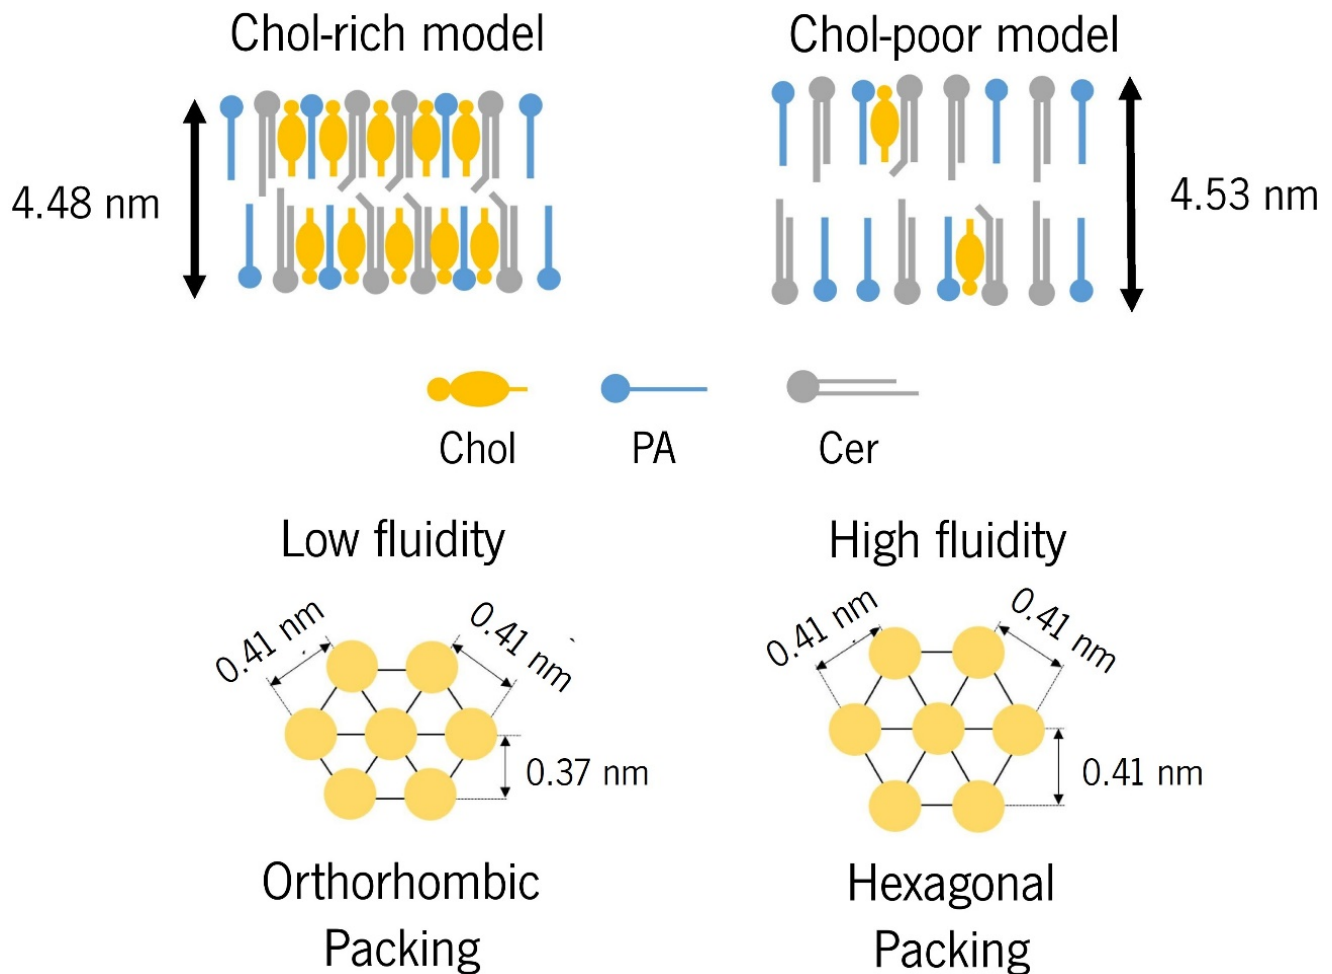 Chol-rich model
Chol-poor model
4.48 nm
4.53 nm
Chol
PA
Cer
Low fluidity
High fluidity
0.41 nm
0.41 nm
0.37 nm
0.41 nm
0.41 nm
0.41 nm
Orthorhombic
Packing
Hexagonal
Packing